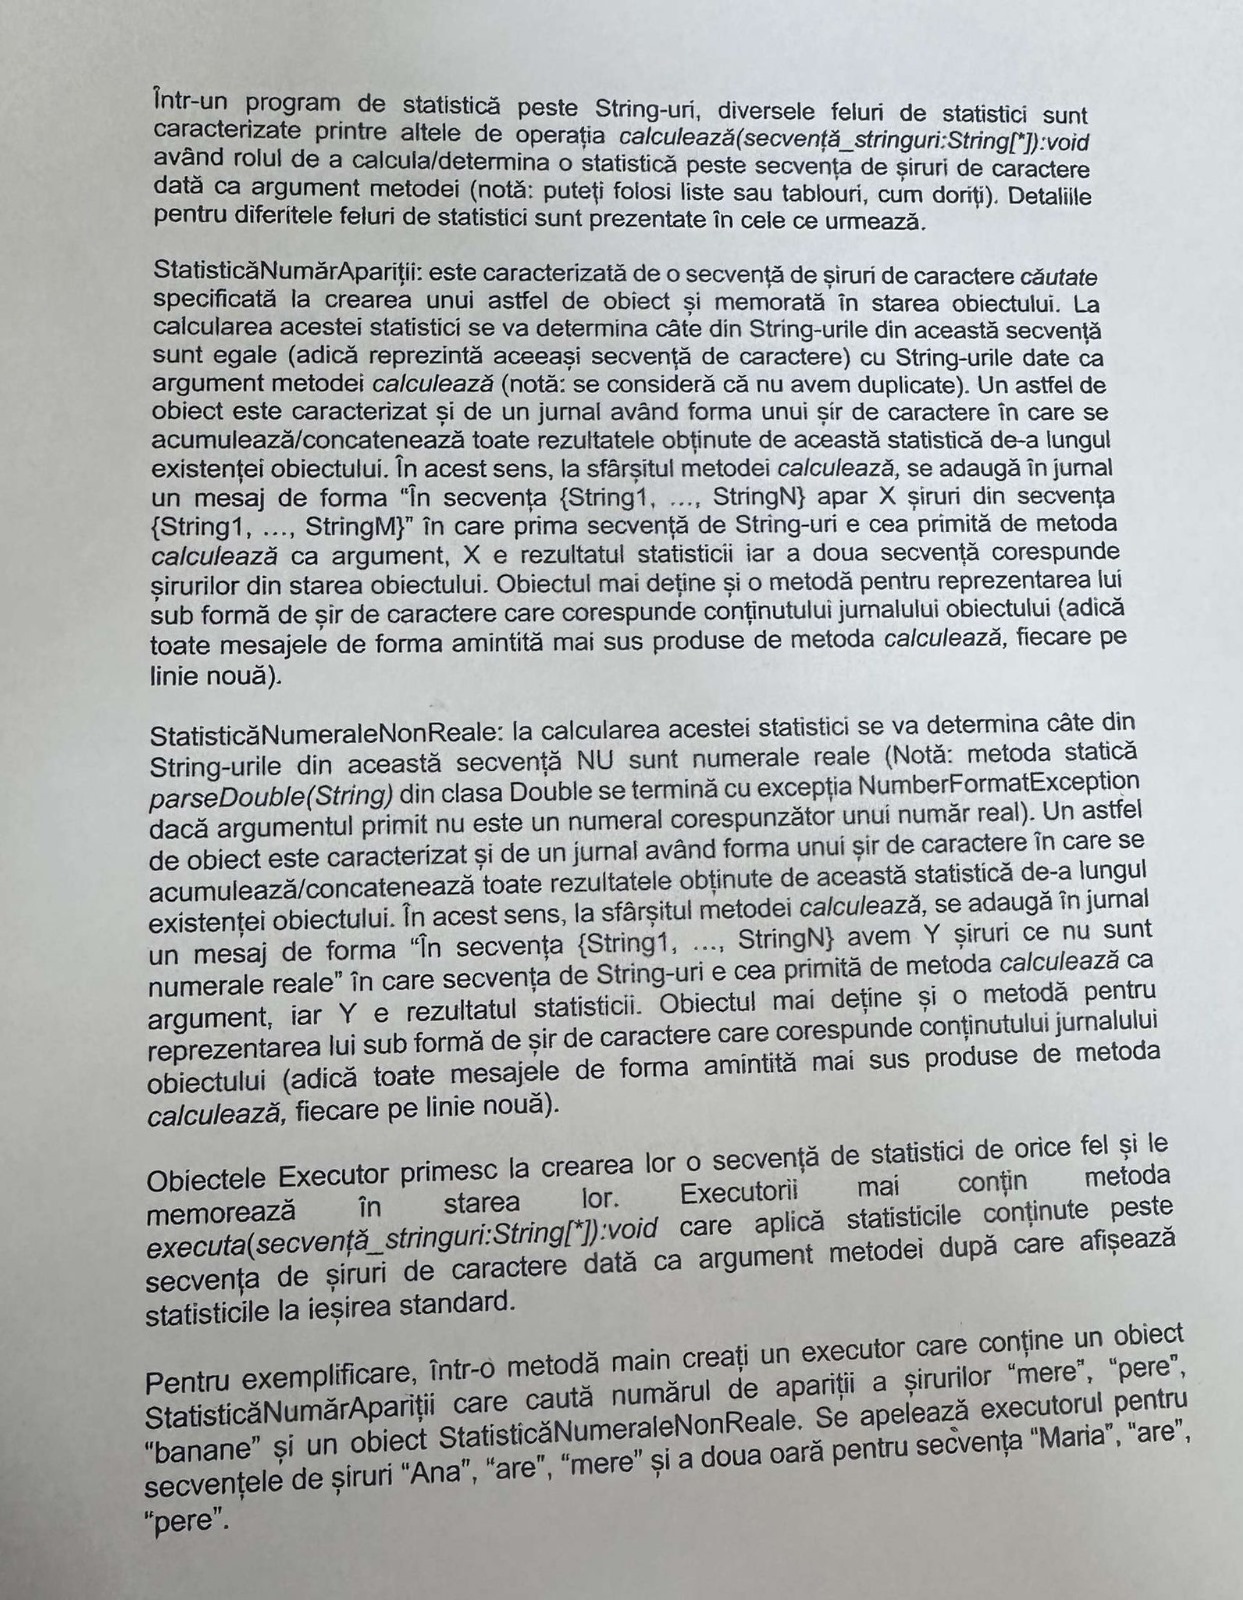 Într-un program de statistică peste String-uri, diversele feluri de statistici sunt
caracterizate printre altele de operația calculează(secvență_stringuri:String[*]):void
având rolul de a calcula/determina o statistică peste secvența de șiruri de caractere
dată ca argument metodei (notă: puteți folosi liste sau tablouri, cum doriți). Detaliile
pentru diferitele feluri de statistici sunt prezentate în cele ce urmează.
StatisticăNumărApariții: este caracterizată de o secvență de șiruri de caractere căutate
specificată la crearea unui astfel de obiect și memorată în starea obiectului. La
calcularea acestei statistici se va determina câte din String-urile din această secvență
sunt egale (adică reprezintă aceeași secvență de caractere) cu String-urile date ca
argument metodei calculează (notă: se consideră că nu avem duplicate). Un astfel de
obiect este caracterizat și de un jurnal având forma unui șir de caractere în care se
acumulează/concatenează toate rezultatele obținute de această statistică de-a lungul
existenței obiectului. În acest sens, la sfârșitul metodei calculează, se adaugă în jurnal
un mesaj de forma “În secvența {String1, ..., StringN} apar X șiruri din secvența
{String1, ..., StringM}” în care prima secvență de String-uri e cea primită de metoda
calculează ca argument, X e rezultatul statisticii iar a doua secvență corespunde
șirurilor din starea obiectului. Obiectul mai deține și o metodă pentru reprezentarea lui
sub formă de șir de caractere care corespunde conținutului jurnalului obiectului (adică
toate mesajele de forma amintită mai sus produse de metoda calculează, fiecare pe
linie nouă).
StatisticăNumeraleNonReale: la calcularea acestei statistici se va determina câte din
String-urile din această secvență NU sunt numerale reale (Notă: metoda statică
parseDouble(String) din clasa Double se termină cu excepția NumberFormatException
dacă argumentul primit nu este un numeral corespunzător unui număr real). Un astfel
de obiect este caracterizat și de un jurnal având forma unui șir de caractere în care se
acumulează/concatenează toate rezultatele obținute de această statistică de-a lungul
existenței obiectului. În acest sens, la sfârșitul metodei calculează, se adaugă în jurnal
un mesaj de forma “În secvența {String1, ..., StringN} avem Y șiruri ce nu sunt
numerale reale” în care secvența de String-uri e cea primită de metoda calculează ca
argument, iar Y e rezultatul statisticii. Obiectul mai deține și o metodă pentru
reprezentarea lui sub formă de șir de caractere care corespunde conținutului jurnalului
obiectului (adică toate mesajele de forma amintită mai sus produse de metoda
calculează, fiecare pe linie nouă).
Obiectele Executor primesc la crearea lor o secvență de statistici de orice fel și le
memorează în starea lor. Executorii mai conțin metoda
executa(secvență_stringuri:String[*]):void care aplică statisticile conținute peste
secvența de șiruri de caractere dată ca argument metodei după care afișează
statisticile la ieșirea standard.
Pentru exemplificare, într-o metodă main creați un executor care conține un obiect
StatisticăNumărApariții care caută numărul de apariții a șirurilor “mere”, “pere”,
“banane” și un obiect StatisticăNumeraleNonReale. Se apelează executorul pentru
secvențele de șiruri “Ana”, “are”, “mere” și a doua oară pentru secvența “Maria”, “are”,
“pere”.